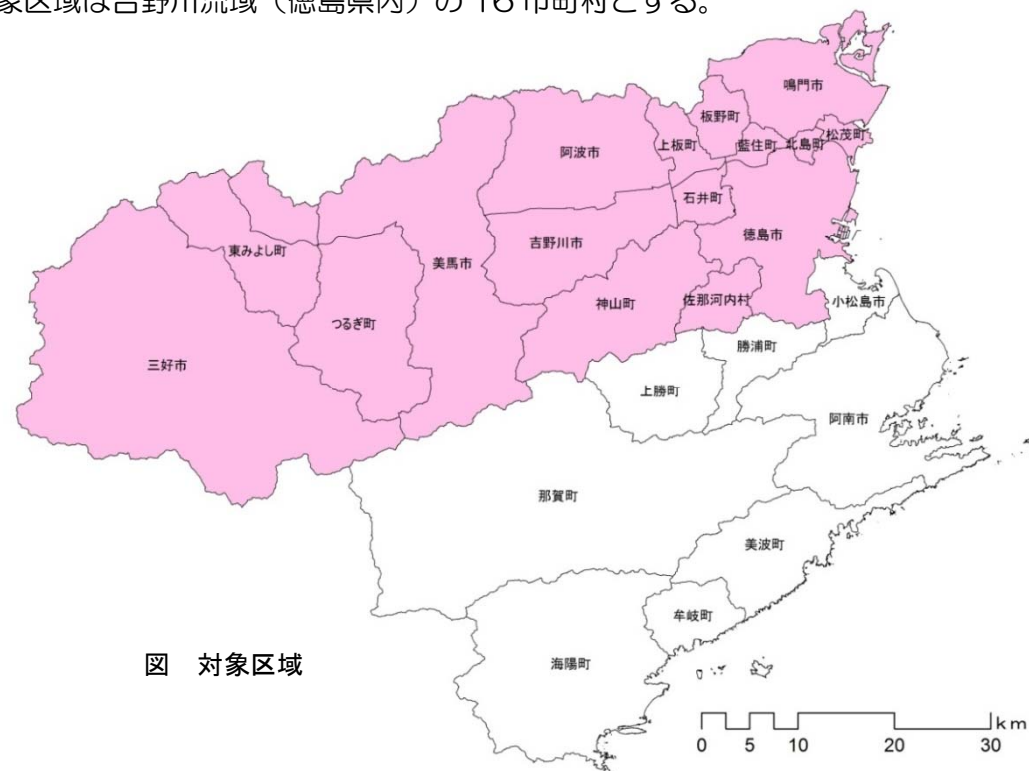 象区域は吉野川流域（徳島県内）の 16 市町村とする。
鳴門市
板野町
松茂町
上板町
藍住町
北島町
阿波市
石井町
徳島市
吉野川市
東みよし町
美馬市
神山町
佐那河内村
小松島市
つるぎ町
勝浦町
三好市
上勝町
阿南市
那賀町
美波町
牟岐町
海陽町
図　対象区域
km
0 5 10 20 30